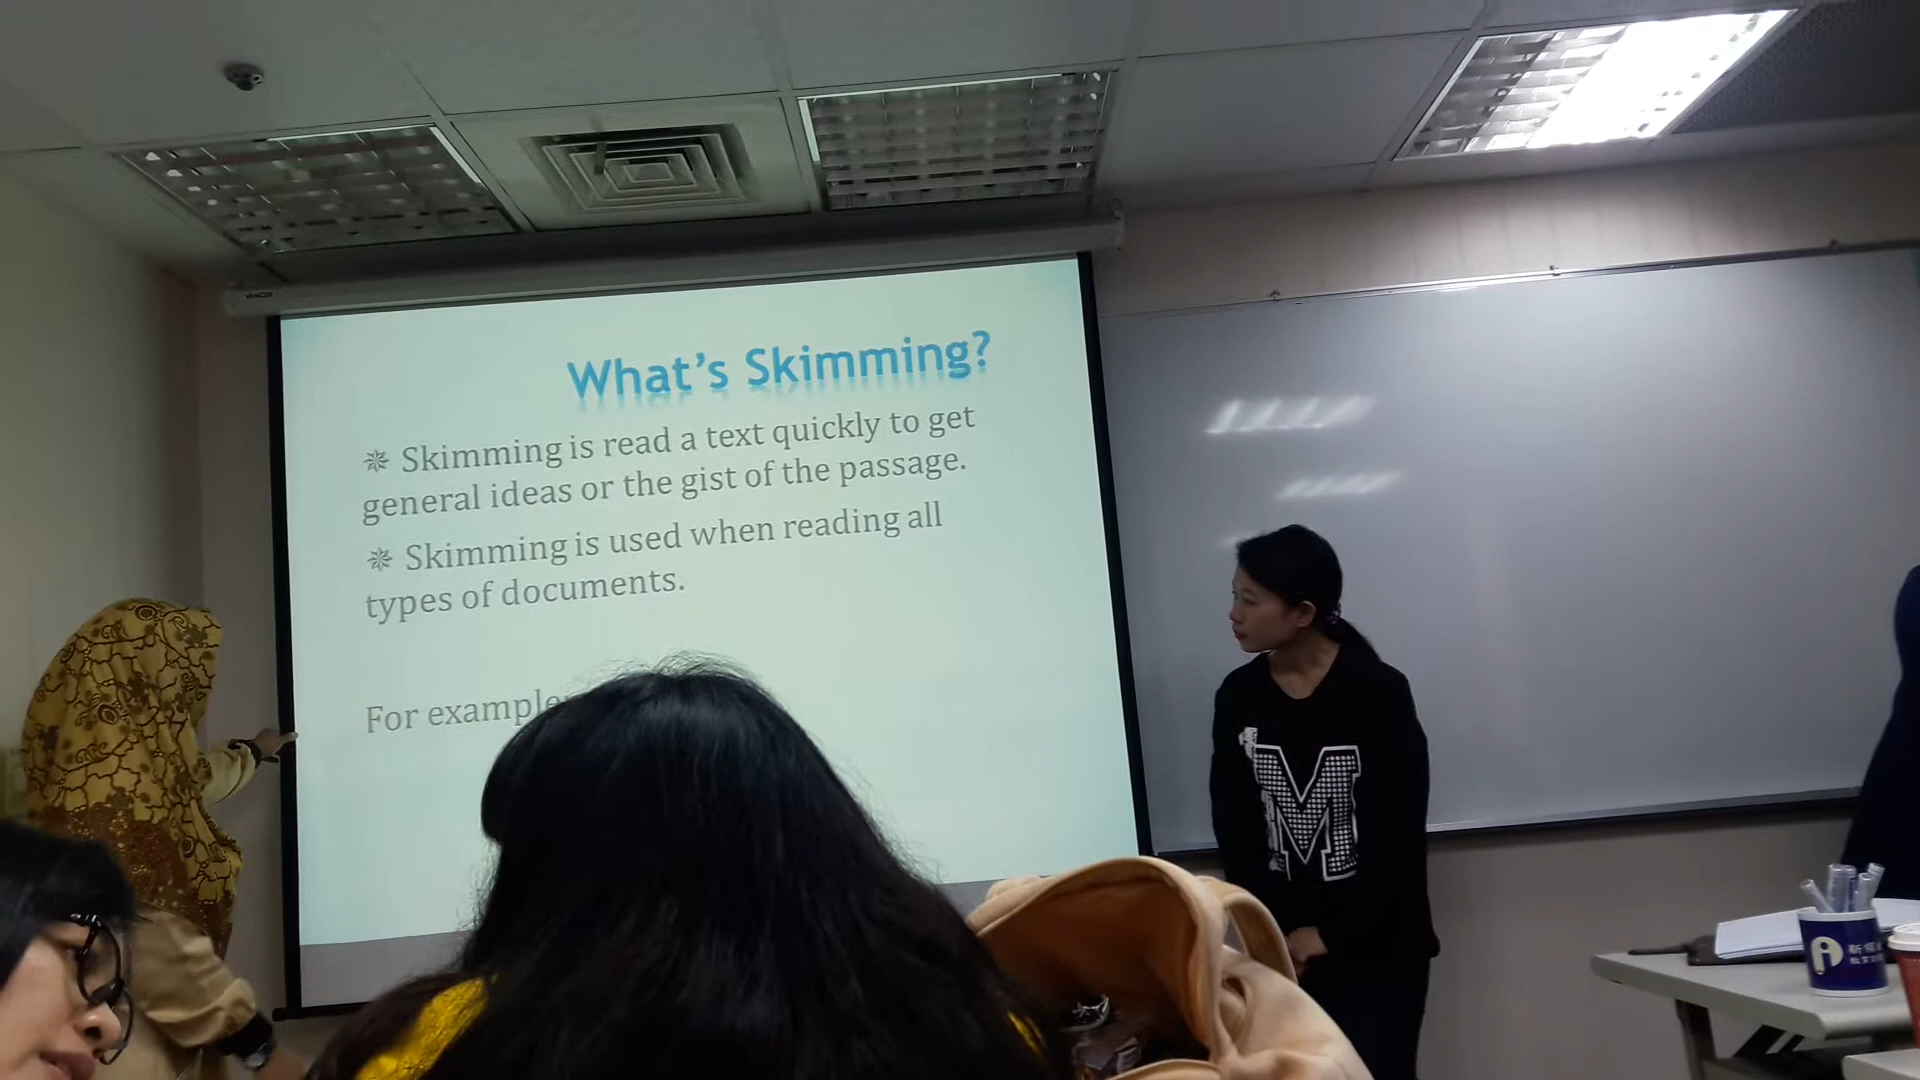 VANCER
What's Skimming?
Skimming is read a text quickly to get
general ideas or the gist of the passage.
Skimming is used when reading all
types of documents.
For example
M